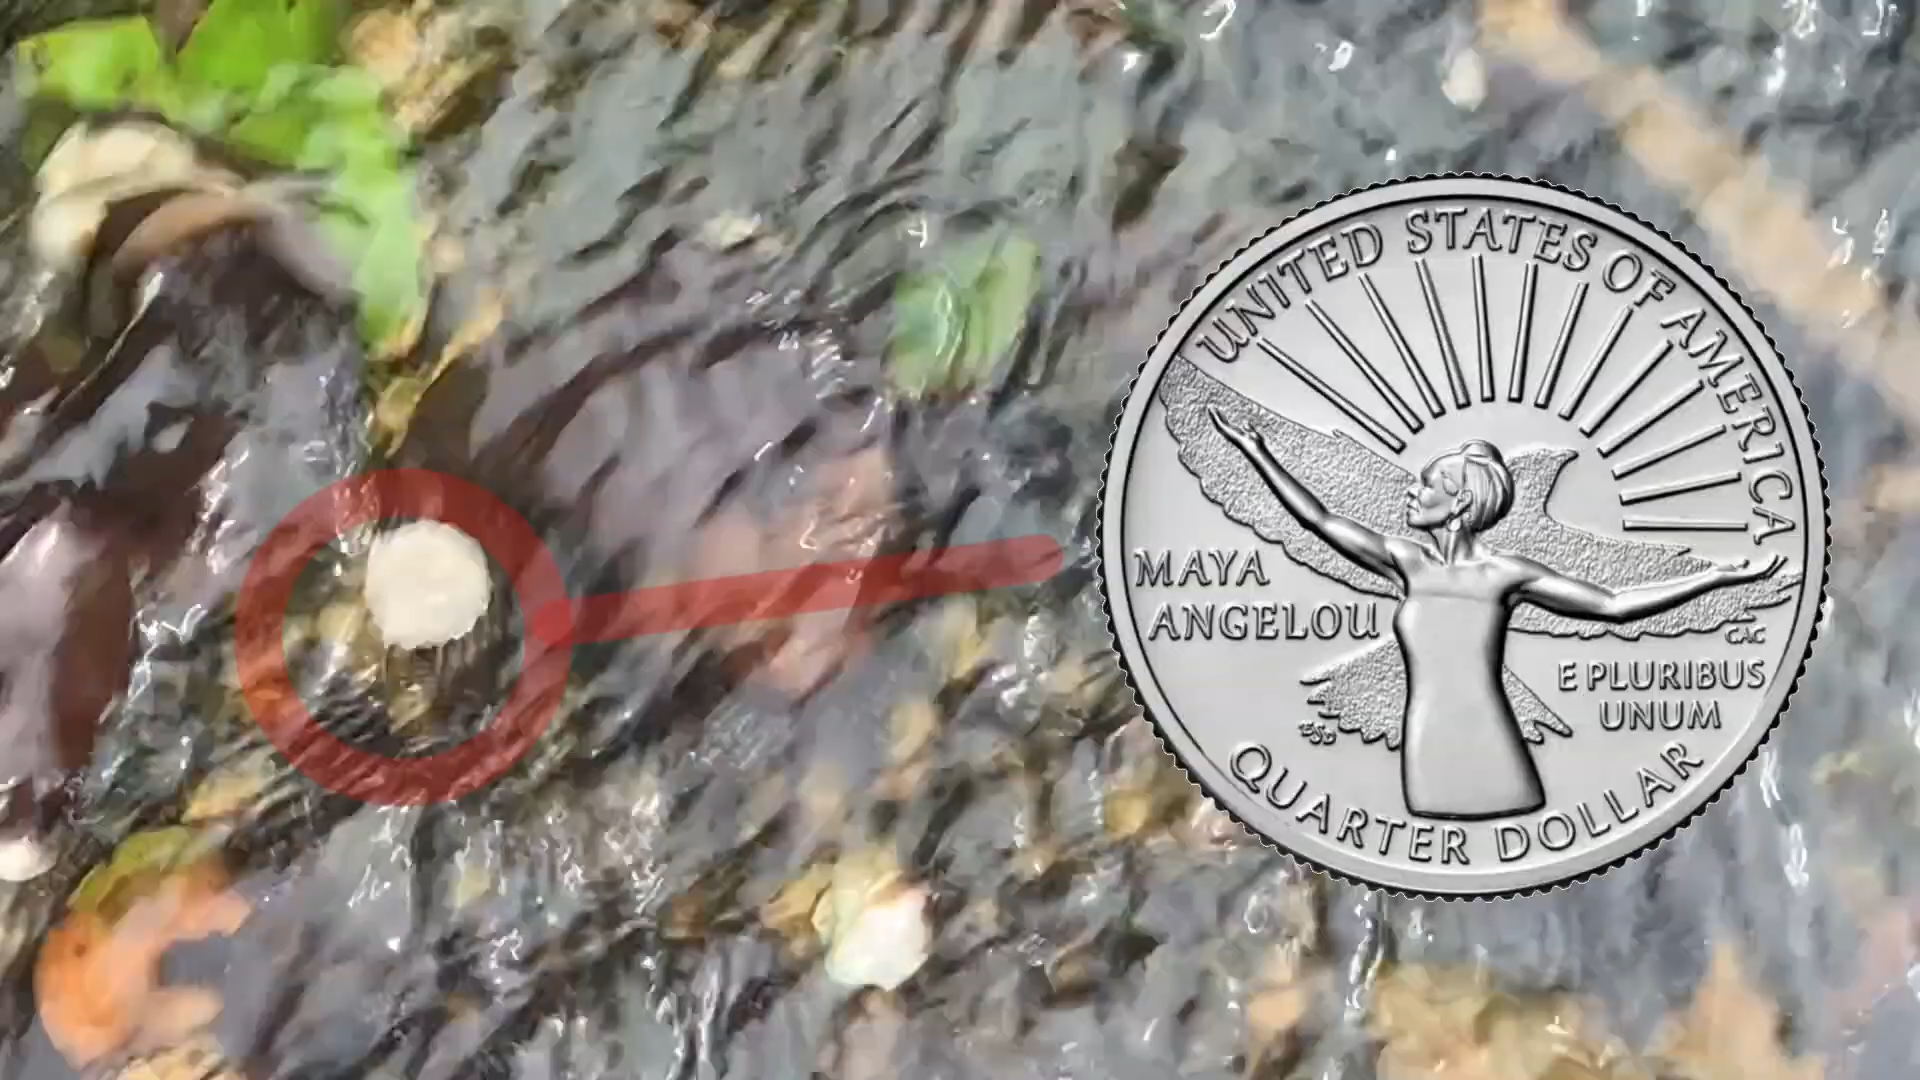 UNITED STATES OF AMERICA
MAYA
ANGELOU
CAC
E PLURIBUS
UNUM
QUARTER DOLLAR